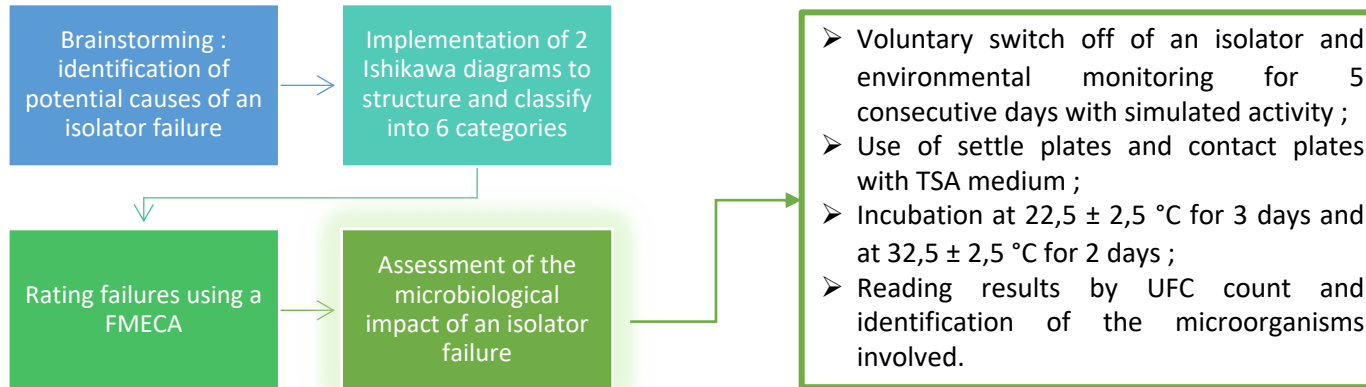 Brainstorming :
identification of
potential causes of an
isolator failure
Implementation of 2
Ishikawa diagrams to
structure and classify
into 6 categories
Rating failures using a
FMECA
Assessment of the
microbiological
impact of an isolator
failure
➢ Voluntary switch off of an isolator and
environmental monitoring for 5
consecutive days with simulated activity ;
➢ Use of settle plates and contact plates
with TSA medium ;
➢ Incubation at 22,5 ± 2,5 °C for 3 days and
at 32,5 ± 2,5 °C for 2 days ;
➢ Reading results by UFC count and
identification of the microorganisms
involved.